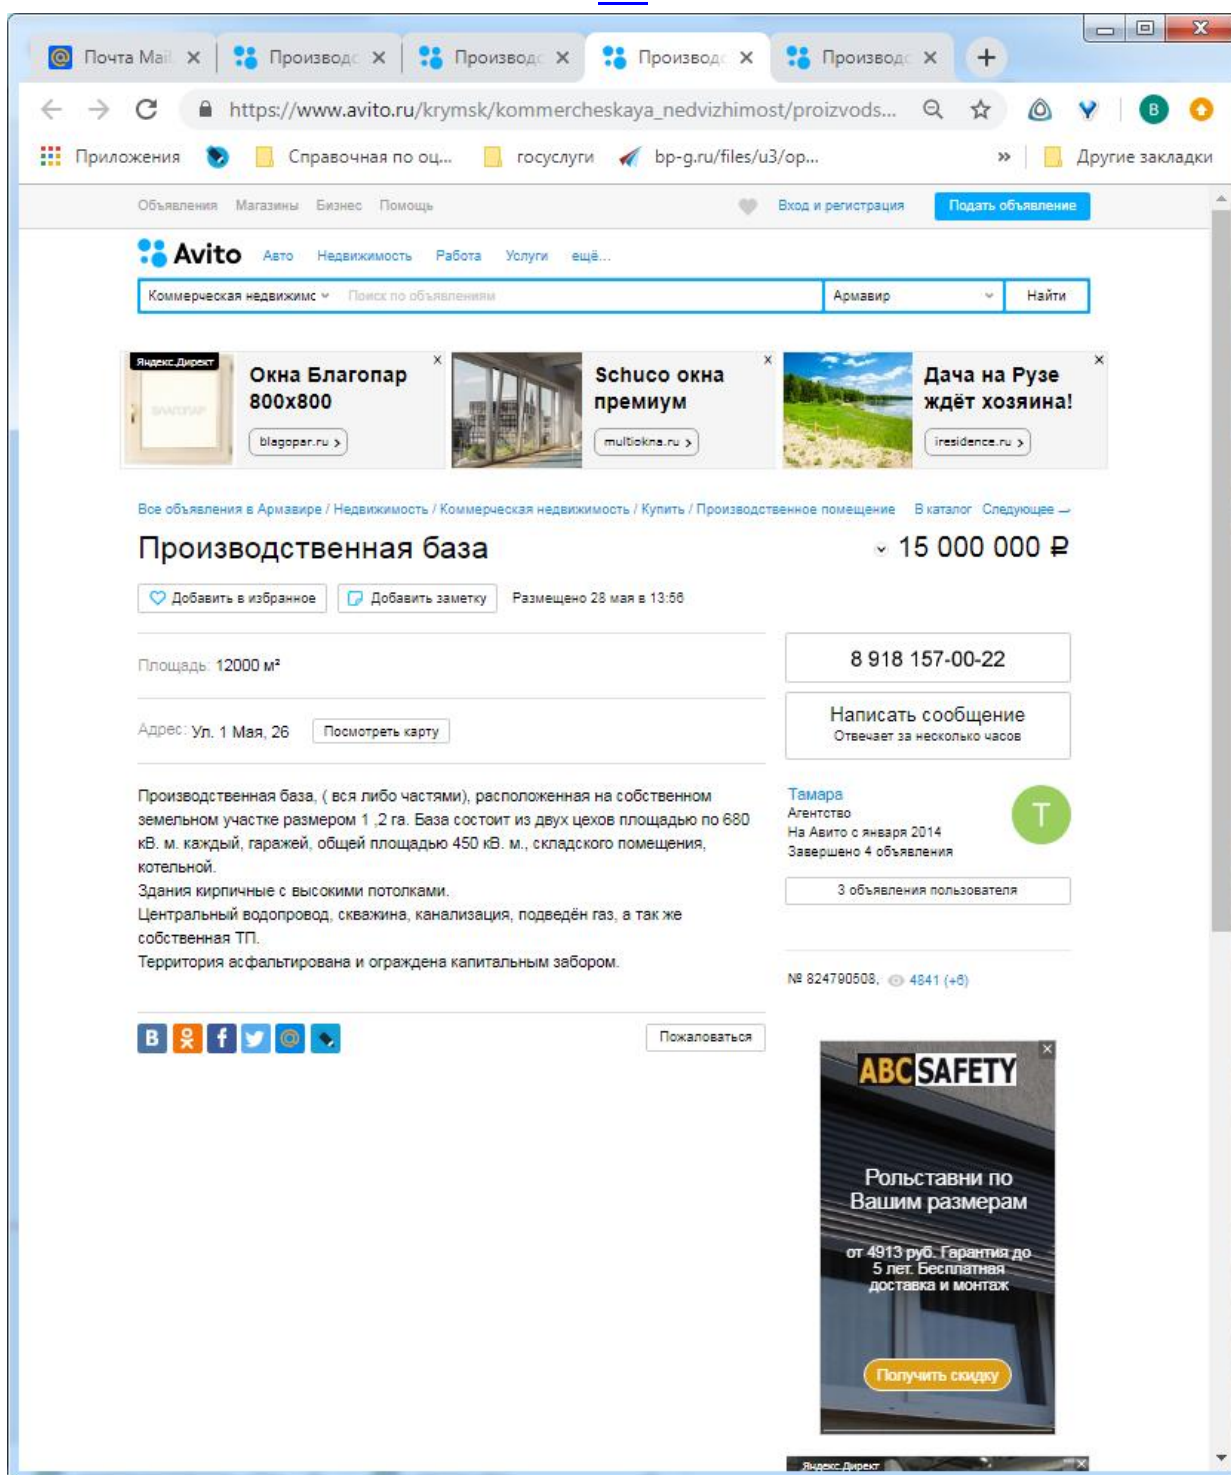 Почта Mail
Производс
Производс
Производс
Производс
https://www.avito.ru/krymsk/kommercheskaya_nedvizhimost/proizvods...
B
Приложения
Справочная по оц...
госуслуги
bp-g.ru/files/u3/op...
»
Другие закладки
Объявления Магазины Бизнес Помощь
Вход и регистрация
Подать объявление
Avito
Авто Недвижимость Работа Услуги ещё...
Коммерческая недвижимс
Поиск по объявлениям
Армавир
Найти
Яндекс.Директ
БЛАГОПАР
Окна Благопар
800х800
blagopar.ru >
Schuco окна
премиум
multiokna.ru >
Дача на Рузе
ждёт хозяина!
iresidence.ru >
Все объявления в Армавире / Недвижимость / Коммерческая недвижимость / Купить / Производственное помещение
В каталог Следующее →
Производственная база
15 000 000 ₽
Добавить в избранное
Добавить заметку
Размещено 28 мая в 13:56
Площадь: 12000 м²
Адрес: Ул. 1 Мая, 26
Посмотреть карту
Производственная база, ( вся либо частями), расположенная на собственном
земельном участке размером 1 ,2 га. База состоит из двух цехов площадью по 680
кВ. м. каждый, гаражей, общей площадью 450 кВ. м., складского помещения,
котельной.
Здания кирпичные с высокими потолками.
Центральный водопровод, скважина, канализация, подведён газ, а так же
собственная ТП.
Территория асфальтирована и ограждена капитальным забором.
Пожаловаться
8 918 157-00-22
Написать сообщение
Отвечает за несколько часов
Тамара
Агентство
На Авито с января 2014
Завершено 4 объявления
Т
3 объявления пользователя
№ 824790508, 4841 (+6)
ABC SAFETY
Рольставни по
Вашим размерам
от 4913 руб. Гарантия до
5 лет. Бесплатная
доставка и монтаж
Получить скидку
Яндекс.Директ